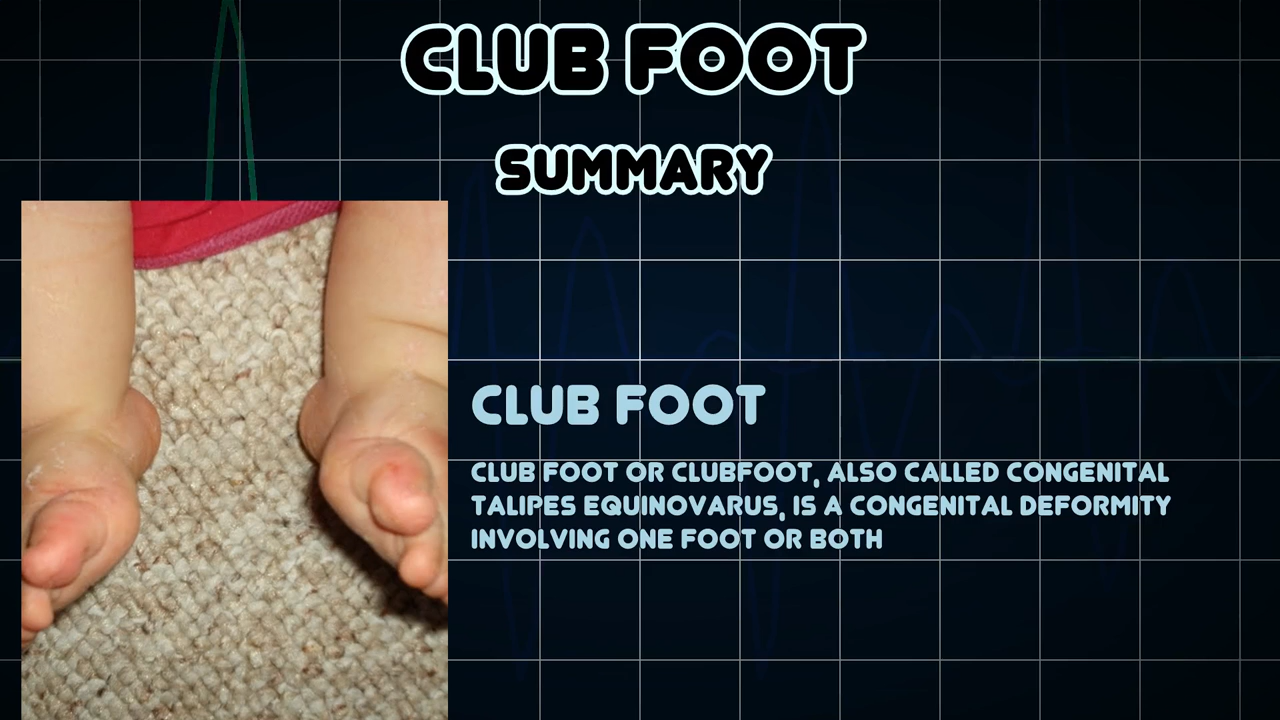 CLUB FOOT
SUMMARY
CLUB FOOT
CLUB FOOT OR CLUBFOOT, ALSO CALLED CONGENITAL
TALIPES EQUINOVARUS, IS A CONGENITAL DEFORMITY
INVOLVING ONE FOOT OR BOTH